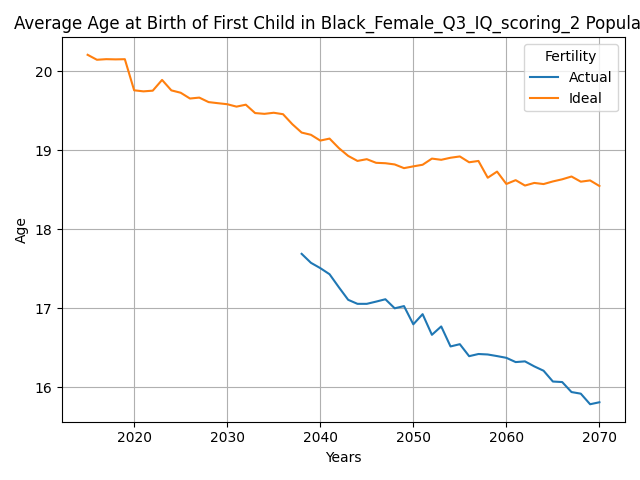 Average Age at Birth of First Child in Black_Female_Q3_IQ_scoring_2 Popula
Fertility
Actual
Ideal
20
19
18
17
16
Age
2020 2030 2040 2050 2060 2070
Years